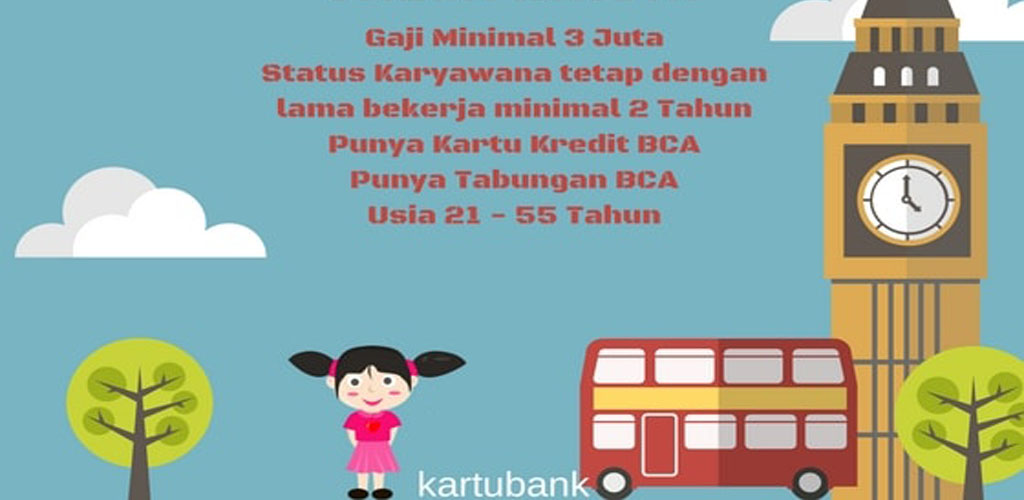 Gaji Minimal 3 Juta
Status Karyawana tetap dengan
lama bekerja minimal 2 Tahun
Punya Kartu Kredit BCA
Punya Tabungan BCA
Usia 21 - 55 Tahun
kartubank